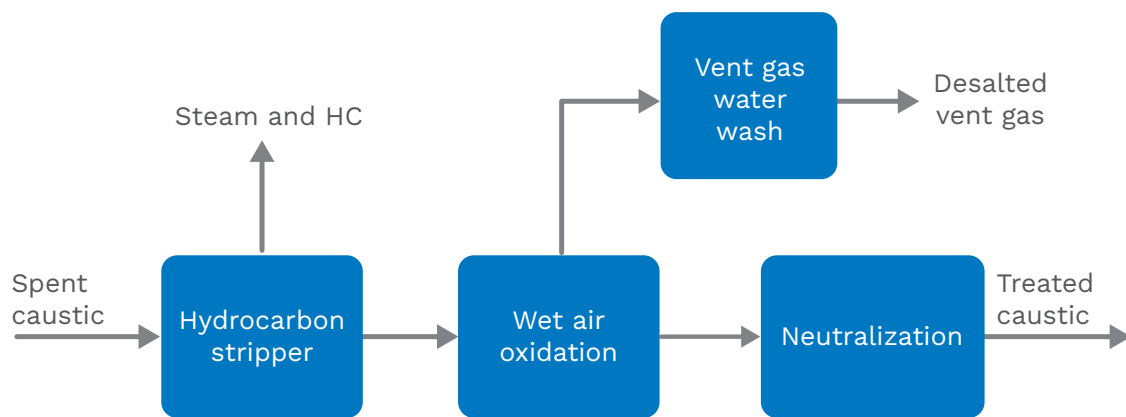 Vent gas
water
wash
Desalted
vent gas
Steam and HC
Spent
caustic
Hydrocarbon
stripper
Wet air
oxidation
Neutralization
Treated
caustic